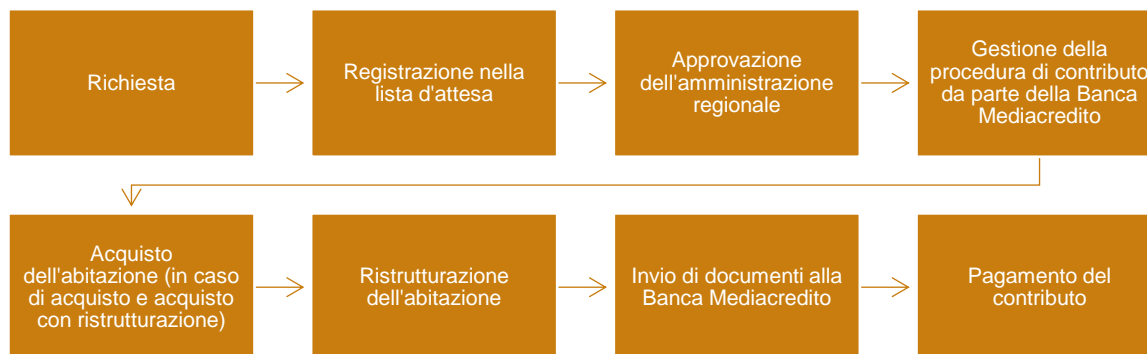 Richiesta
Registrazione nella
lista d'attesa
Approvazione
dell'amministrazione
regionale
Gestione della
procedura di contributo
da parte della Banca
Mediacredito
Acquisto
dell'abitazione (in caso
di acquisto e acquisto
con ristrutturazione)
Ristrutturazione
dell'abitazione
Invio di documenti alla
Banca Mediacredito
Pagamento del
contributo